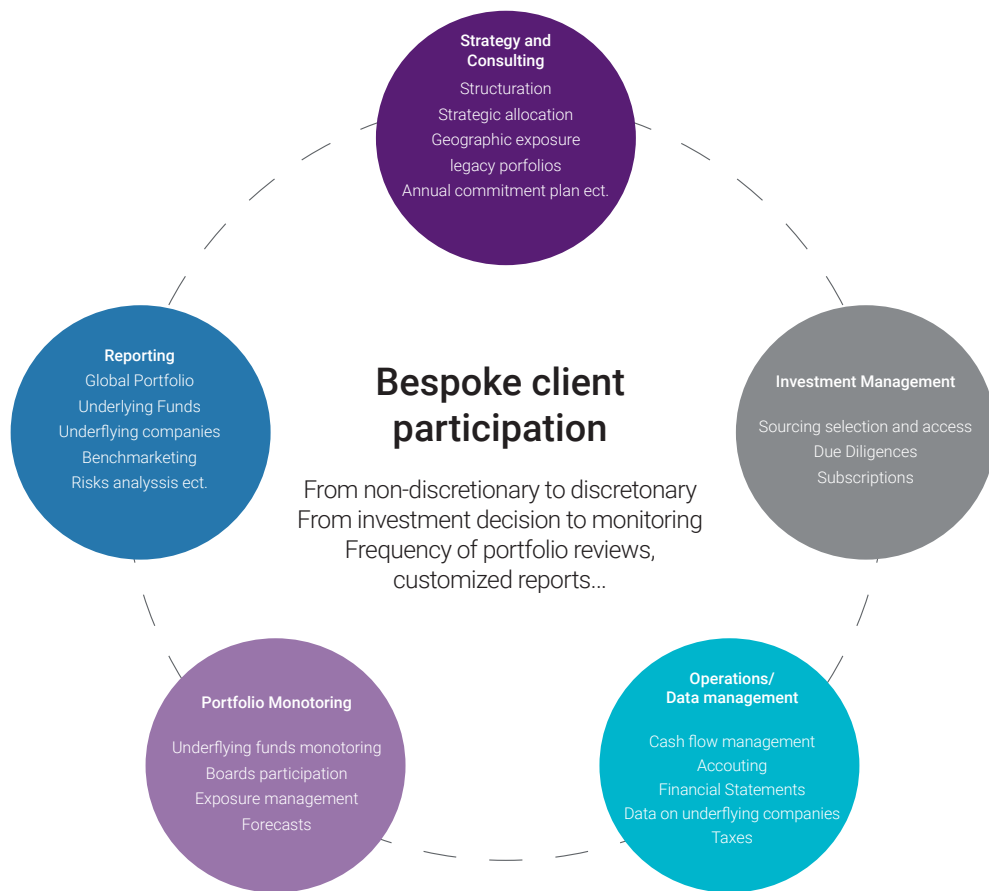 Strategy and
Consulting
Structuration
Strategic allocation
Geographic exposure
legacy porfolios
Annual commitment plan ect.
Reporting
Global Portfolio
Underlying Funds
Underflying companies
Benchmarketing
Risks analyssis ect.
Bespoke client
participation
From non-discretionary to discretonary
From investment decision to monitoring
Frequency of portfolio reviews,
customized reports...
Investment Management
Sourcing selection and access
Due Diligences
Subscriptions
Portfolio Monotoring
Underflying funds monotoring
Boards participation
Exposure management
Forecasts
Operations/
Data management
Cash flow management
Accouting
Financial Statements
Data on underflying companies
Taxes